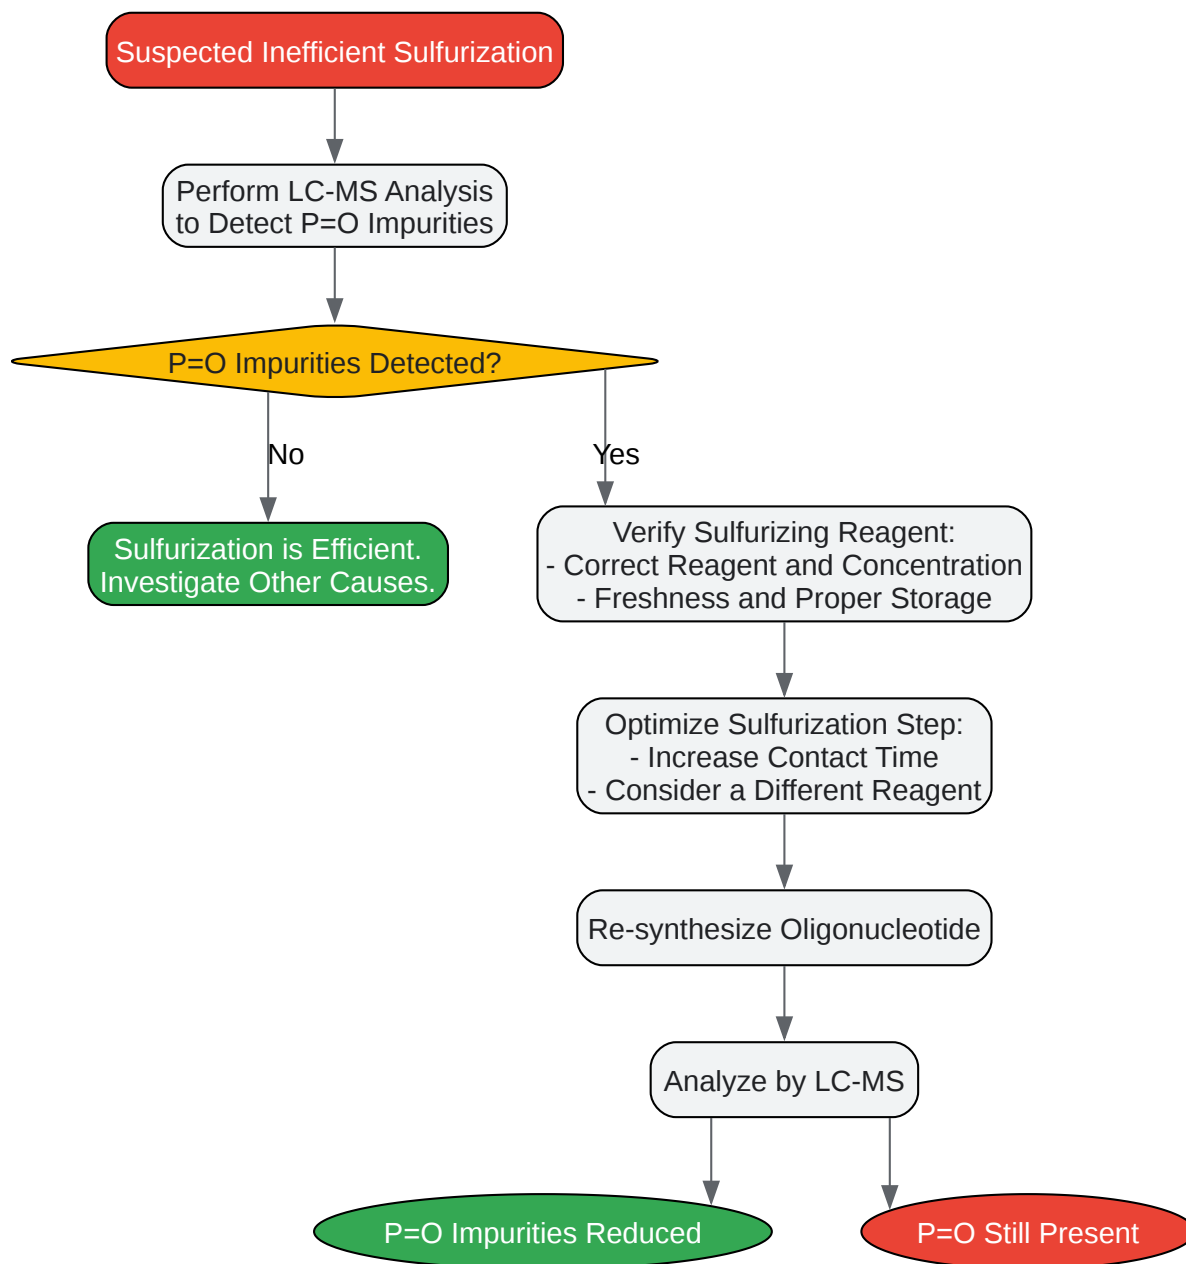 Suspected Inefficient Sulfurization
Perform LC-MS Analysis
to Detect P=O Impurities
P=O Impurities Detected?
No
Yes
Sulfurization is Efficient.
Investigate Other Causes.
Verify Sulfurizing Reagent:
- Correct Reagent and Concentration
- Freshness and Proper Storage
Optimize Sulfurization Step:
- Increase Contact Time
- Consider a Different Reagent
Re-synthesize Oligonucleotide
Analyze by LC-MS
P=O Impurities Reduced
P=O Still Present